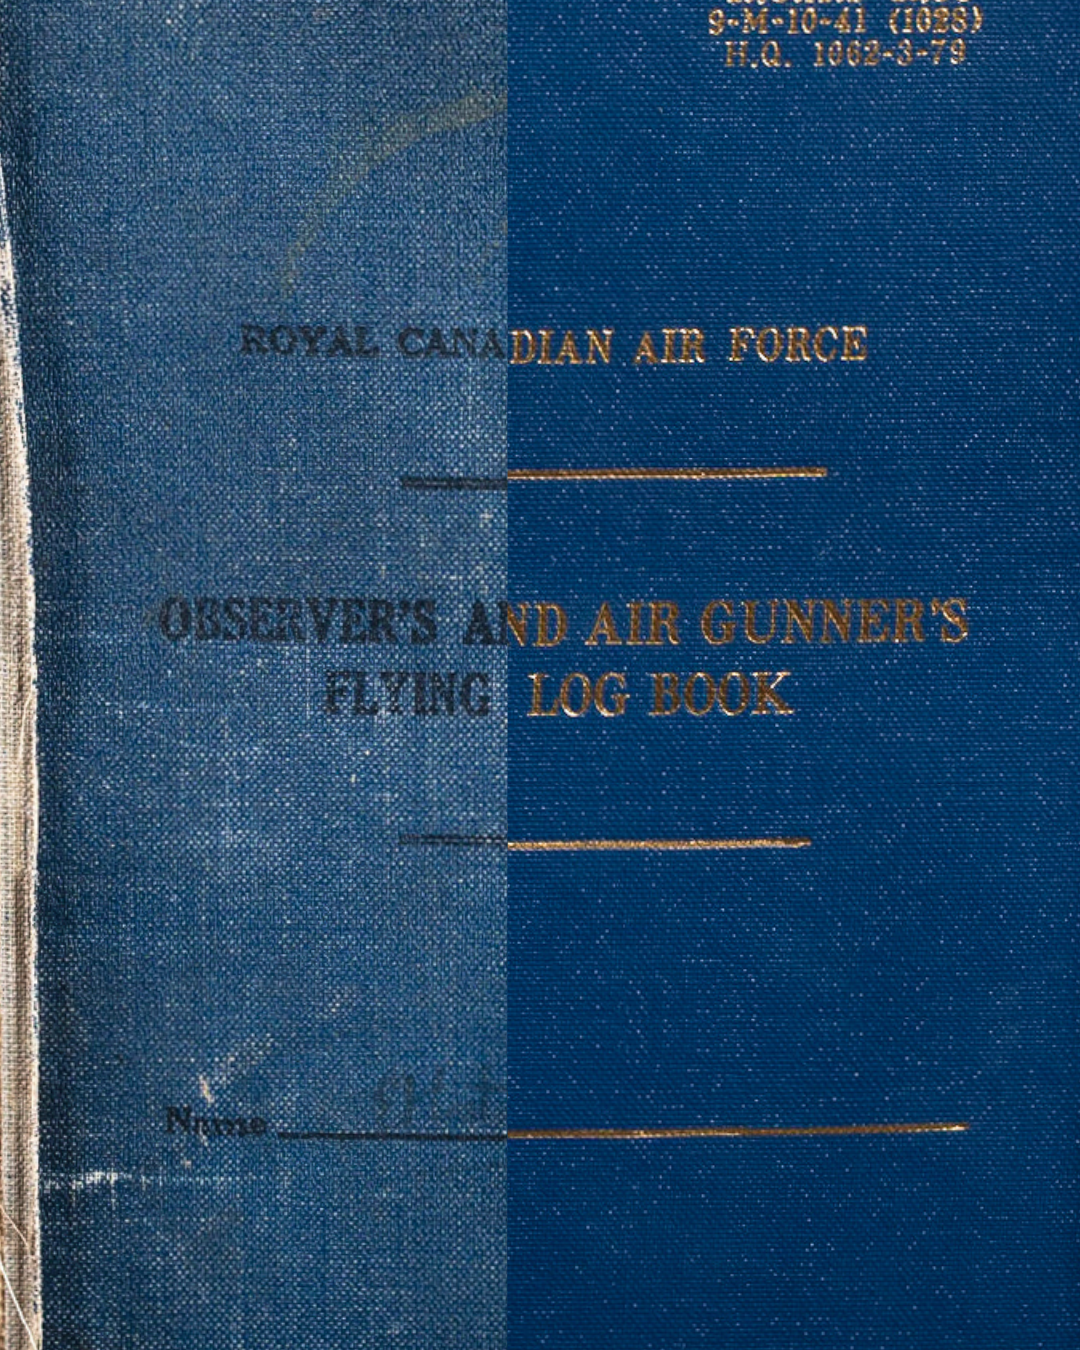 9-M-10-41 (1028)
H.Q. 1062-3-79
ROYAL CANADIAN AIR FORCE
OBSERVER'S AND AIR GUNNER'S
FLYING LOG BOOK
Name